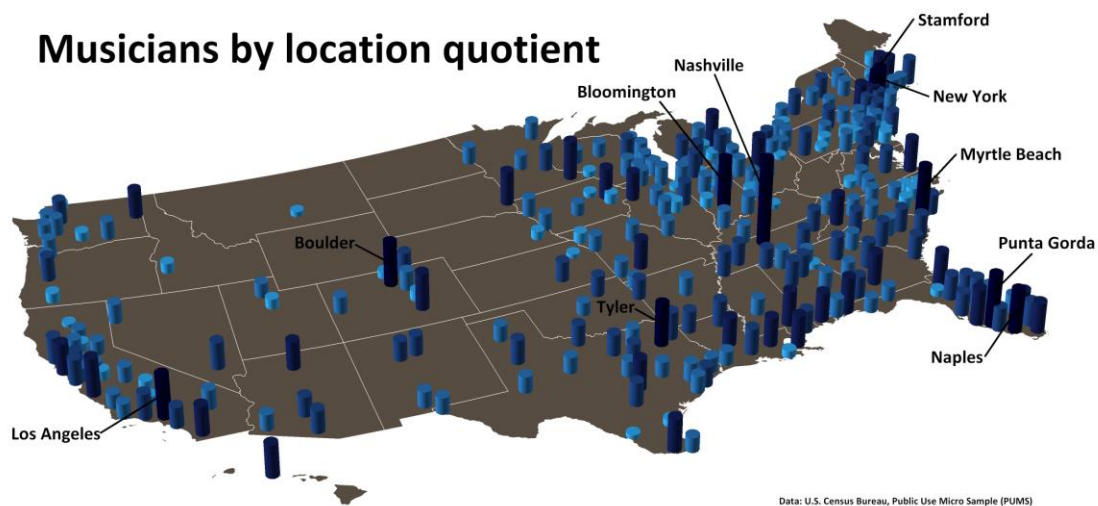 Musicians by location quotient
Stamford
Nashville
Bloomington
New York
Myrtle Beach
Boulder
Punta Gorda
Tyler
Naples
Los Angeles
Data: U.S. Census Bureau, Public Use Micro Sample (PUMS)